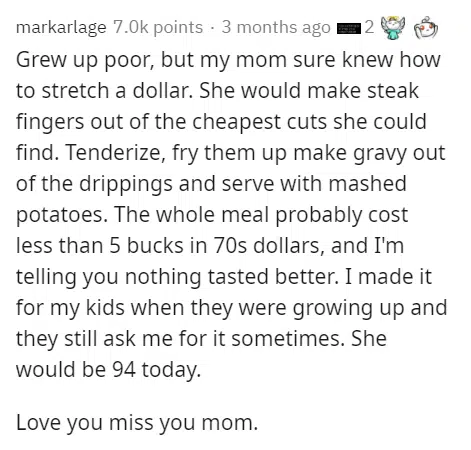 markarlage 7.0k points · 3 months ago 2
Grew up poor, but my mom sure knew how
to stretch a dollar. She would make steak
fingers out of the cheapest cuts she could
find. Tenderize, fry them up make gravy out
of the drippings and serve with mashed
potatoes. The whole meal probably cost
less than 5 bucks in 70s dollars, and I'm
telling you nothing tasted better. I made it
for my kids when they were growing up and
they still ask me for it sometimes. She
would be 94 today.
Love you miss you mom.